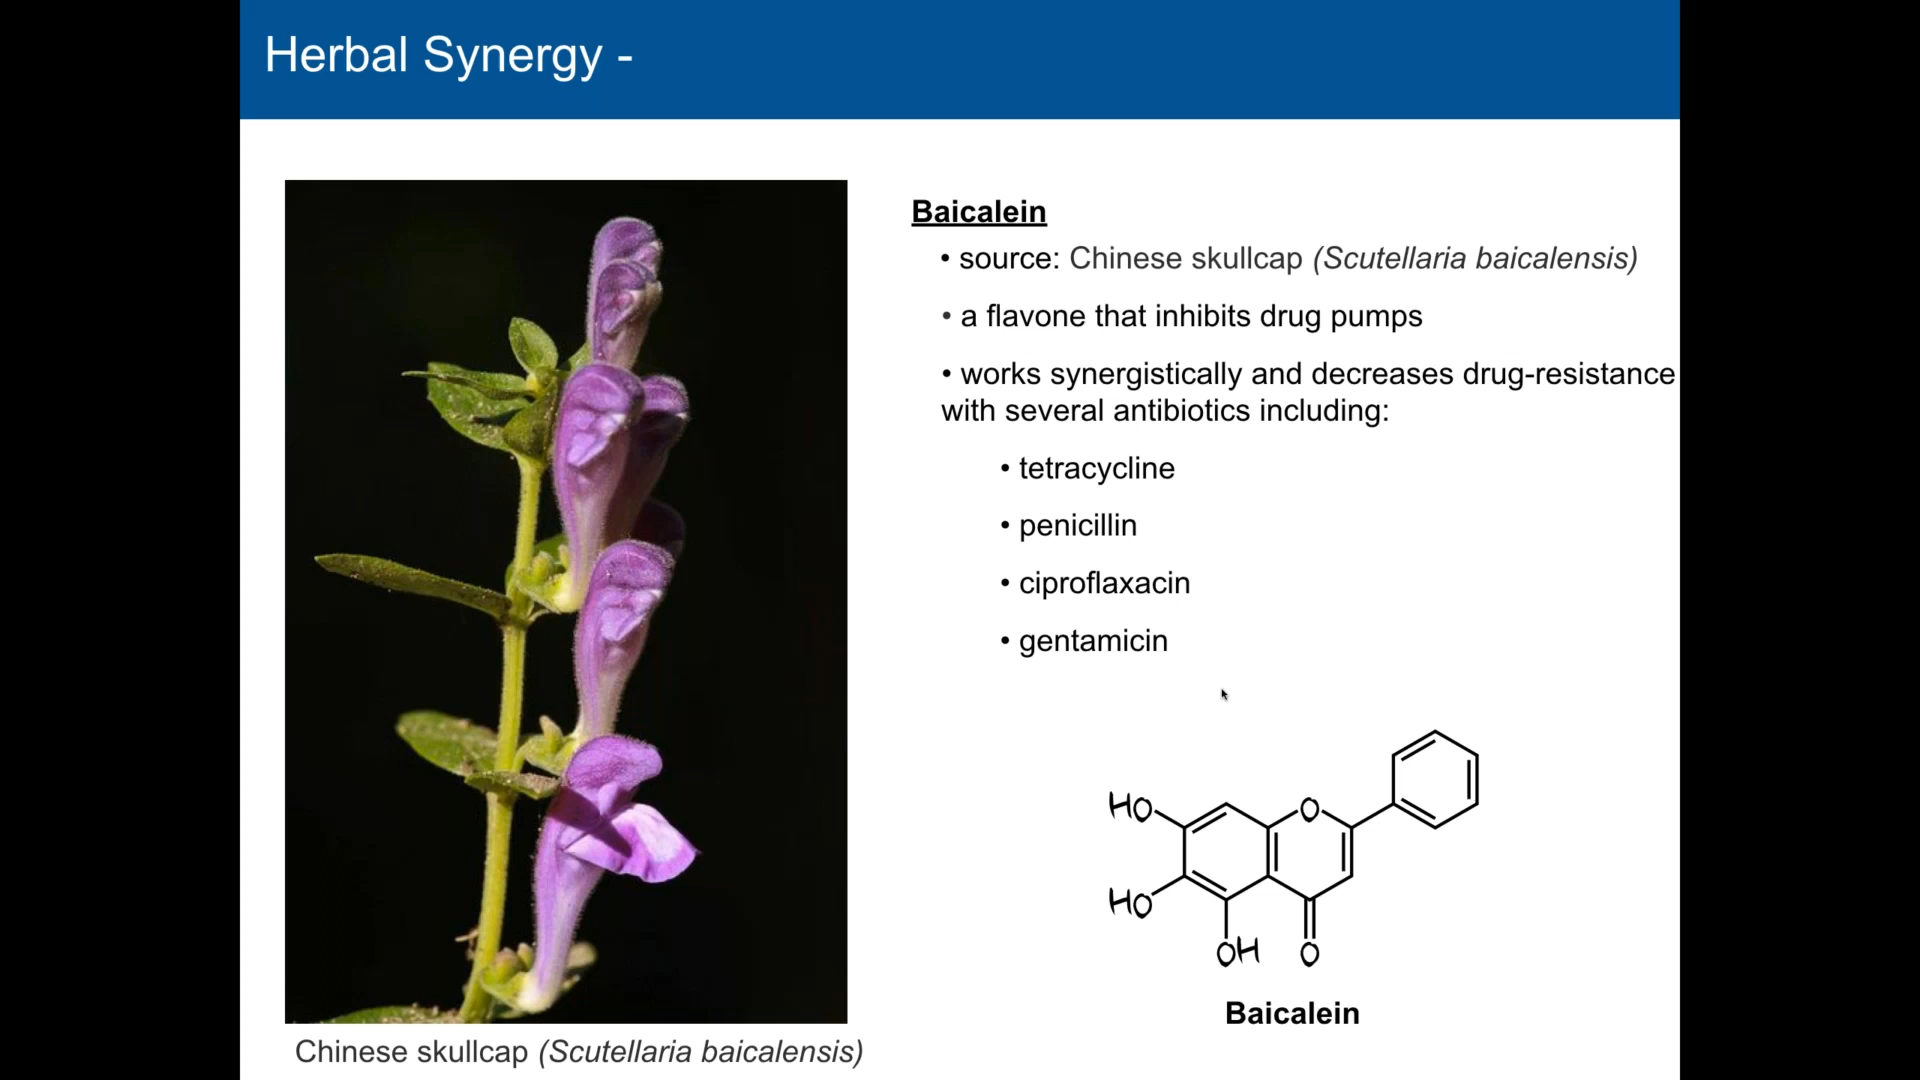 Herbal Synergy -
Baicalein
• source: Chinese skullcap (Scutellaria baicalensis)
• a flavone that inhibits drug pumps
• works synergistically and decreases drug-resistance
with several antibiotics including:
• tetracycline
• penicillin
• ciproflaxacin
• gentamicin
HO
O
HO
OH
O
Baicalein
Chinese skullcap (Scutellaria baicalensis)